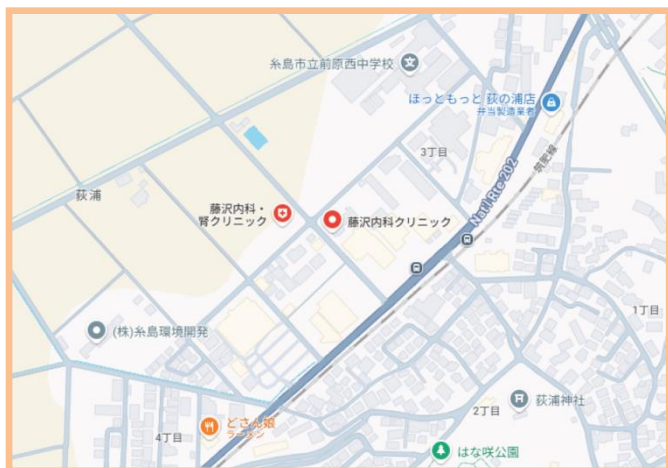 糸島市立前原西中学校
ほっともっと 荻の浦店
弁当製造業者
3丁目
筑肥線
Nat'l Rte 202
荻浦
藤沢内科・
腎クリニック
藤沢内科クリニック
1丁目
(株)糸島環境開発
荻浦神社
2丁目
どさん娘
ラーメン
4丁目
はな咲公園